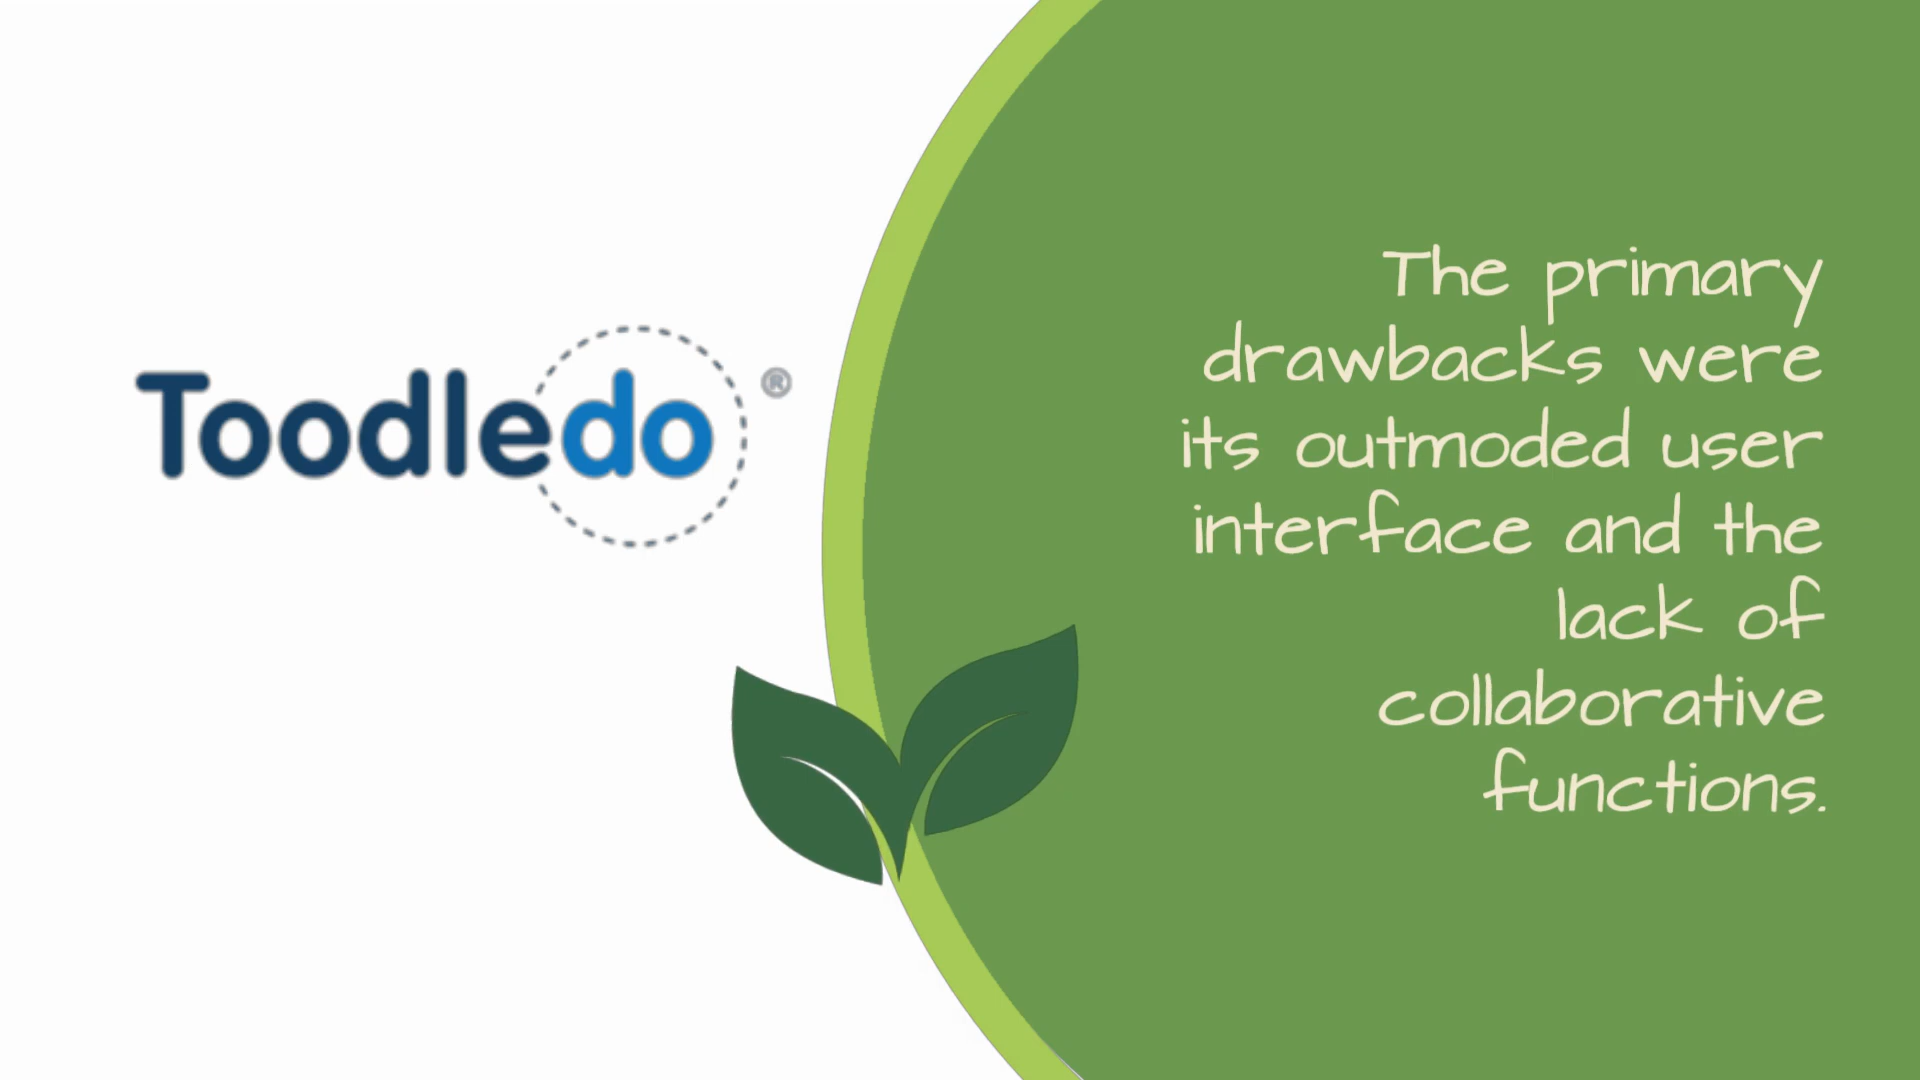 Toodledo ®
The primary
drawbacks were
its outmoded user
interface and the
lack of
collaborative
functions.